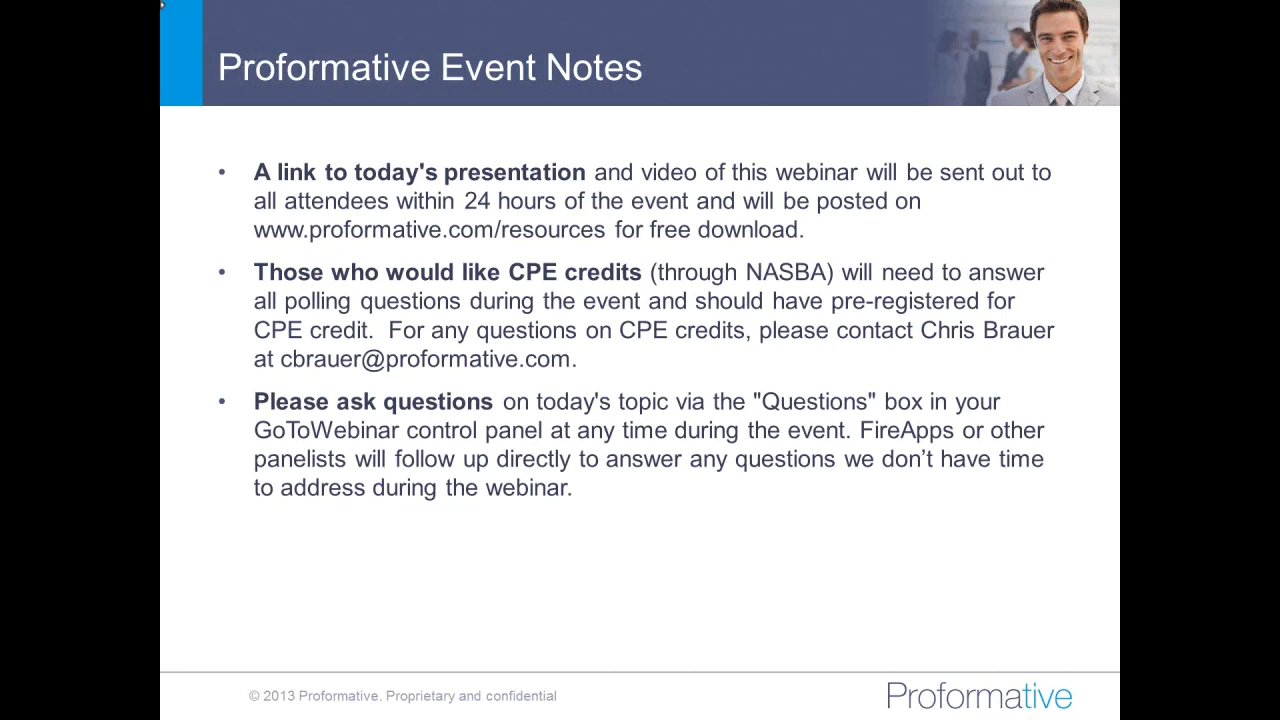 Proformative Event Notes
• A link to today's presentation and video of this webinar will be sent out to
all attendees within 24 hours of the event and will be posted on
www.proformative.com/resources for free download.
• Those who would like CPE credits (through NASBA) will need to answer
all polling questions during the event and should have pre-registered for
CPE credit.  For any questions on CPE credits, please contact Chris Brauer
at cbrauer@proformative.com.
• Please ask questions on today's topic via the "Questions" box in your
GoToWebinar control panel at any time during the event. FireApps or other
panelists will follow up directly to answer any questions we don’t have time
to address during the webinar.
© 2013 Proformative. Proprietary and confidential
Proformative